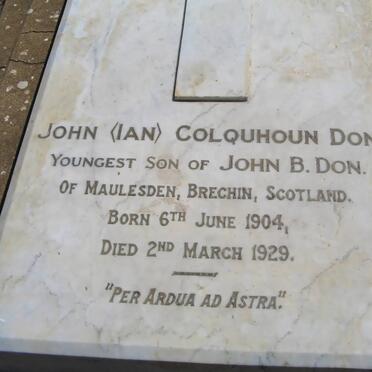 JOHN (IAN) COLQUHOUN DON
YOUNGEST SON OF JOHN B. DON.
OF MAULESDEN, BRECHIN, SCOTLAND.
BORN 6TH JUNE 1904,
DIED 2ND MARCH 1929.
"PER ARDUA AD ASTRA."